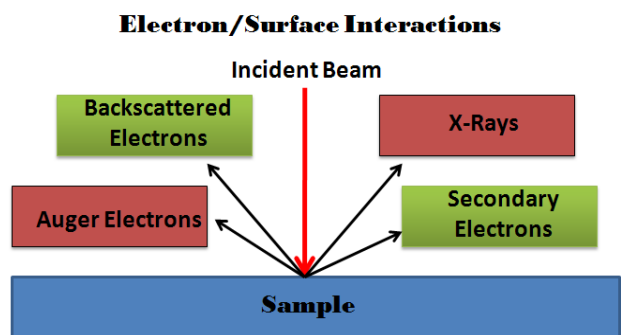 Electron/Surface Interactions
Incident Beam
Backscattered
Electrons
X-Rays
Auger Electrons
Secondary
Electrons
Sample